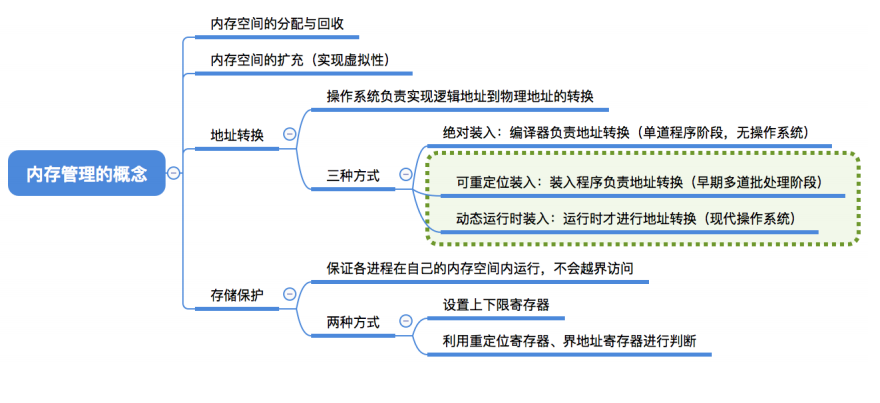 内存管理的概念
内存空间的分配与回收
内存空间的扩充（实现虚拟性）
地址转换
操作系统负责实现逻辑地址到物理地址的转换
三种方式
绝对装入：编译器负责地址转换（单道程序阶段，无操作系统）
可重定位装入：装入程序负责地址转换（早期多道批处理阶段）
动态运行时装入：运行时才进行地址转换（现代操作系统）
存储保护
保证各进程在自己的内存空间内运行，不会越界访问
两种方式
设置上下限寄存器
利用重定位寄存器、界地址寄存器进行判断